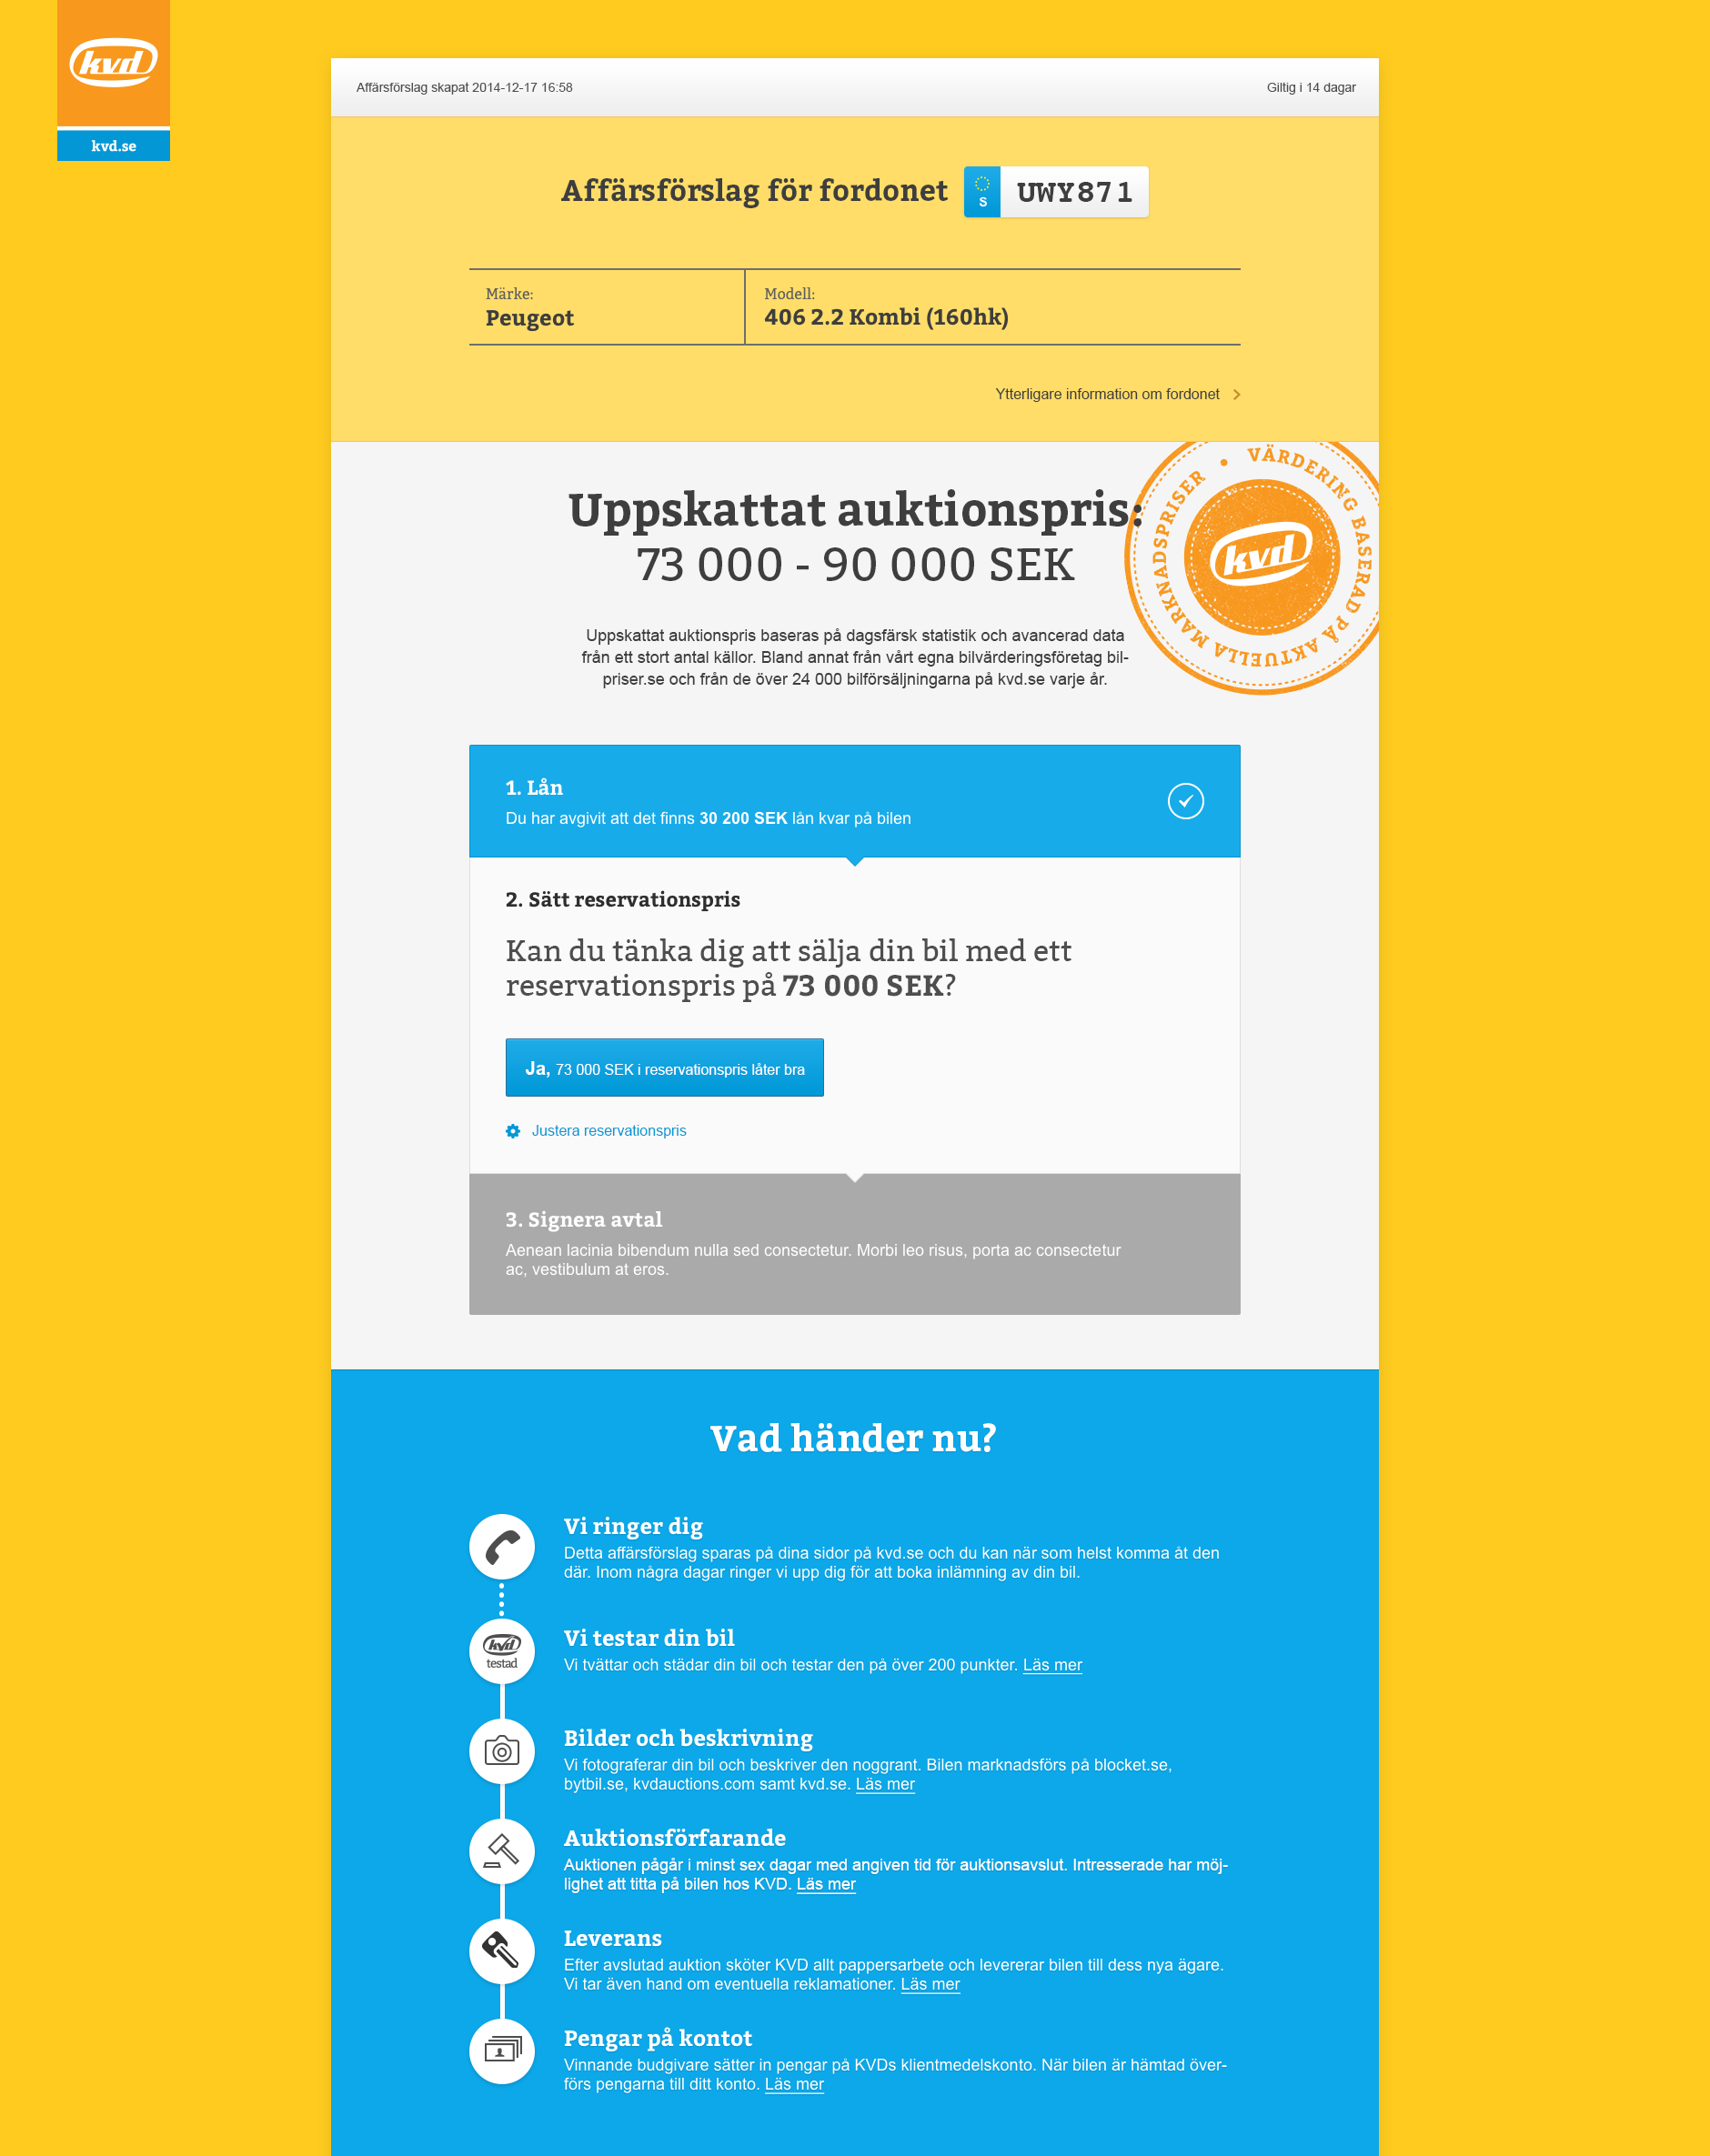 kvd
kvd.se
Affärsförslag skapat 2014-12-17 16:58
Giltig i 14 dagar
Affärsförslag för fordonet
S
UWY871
Märke:
Peugeot
Modell:
406 2.2 Kombi (160hk)
Ytterligare information om fordonet
Uppskattat auktionspris:
73 000 - 90 000 SEK
VÄRDERING BASERAD PÅ AKTUELLA MARKNADSPRISER •
kvd
Uppskattat auktionspris baseras på dagsfärsk statistik och avancerad data
från ett stort antal källor. Bland annat från vårt egna bilvärderingsföretag bil-
priser.se och från de över 24 000 bilförsäljningarna på kvd.se varje år.
1. Lån
Du har avgivit att det finns 30 200 SEK lån kvar på bilen
2. Sätt reservationspris
Kan du tänka dig att sälja din bil med ett
reservationspris på 73 000 SEK?
Ja, 73 000 SEK i reservationspris låter bra
Justera reservationspris
3. Signera avtal
Aenean lacinia bibendum nulla sed consectetur. Morbi leo risus, porta ac consectetur
ac, vestibulum at eros.
Vad händer nu?
Vi ringer dig
Detta affärsförslag sparas på dina sidor på kvd.se och du kan när som helst komma åt den
där. Inom några dagar ringer vi upp dig för att boka inlämning av din bil.
kvd
testad
Vi testar din bil
Vi tvättar och städar din bil och testar den på över 200 punkter. Läs mer
Bilder och beskrivning
Vi fotograferar din bil och beskriver den noggrant. Bilen marknadsförs på blocket.se,
bytbil.se, kvdauctions.com samt kvd.se. Läs mer
Auktionsförfarande
Auktionen pågår i minst sex dagar med angiven tid för auktionsavslut. Intresserade har möj-
lighet att titta på bilen hos KVD. Läs mer
Leverans
Efter avslutad auktion sköter KVD allt pappersarbete och levererar bilen till dess nya ägare.
Vi tar även hand om eventuella reklamationer. Läs mer
Pengar på kontot
Vinnande budgivare sätter in pengar på KVDs klientmedelskonto. När bilen är hämtad över-
förs pengarna till ditt konto. Läs mer